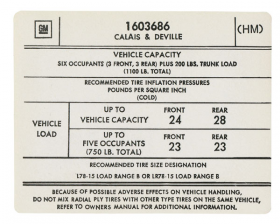 GM
1603686
(HM)
CALAIS & DEVILLE
VEHICLE CAPACITY
SIX OCCUPANTS (3 FRONT, 3 REAR) PLUS 200 LBS, TRUNK LOAD
(1100 LB. TOTAL)
RECOMMENDED TIRE INFLATION PRESSURES
POUNDS PER SQUARE INCH
(COLD)
VEHICLE LOAD
UP TO VEHICLE CAPACITY
FRONT 24
REAR 28
UP TO FIVE OCCUPANTS (750 LB. TOTAL)
FRONT 23
REAR 23
RECOMMENDED TIRE SIZE DESIGNATION
L78-15 LOAD RANGE B OR LR78-15 LOAD RANGE B
BECAUSE OF POSSIBLE ADVERSE EFFECTS ON VEHICLE HANDLING,
DO NOT MIX RADIAL PLY TIRES WITH OTHER TYPE TIRES ON THE SAME VEHICLE,
REFER TO OWNERS MANUAL FOR ADDITIONAL INFORMATION.